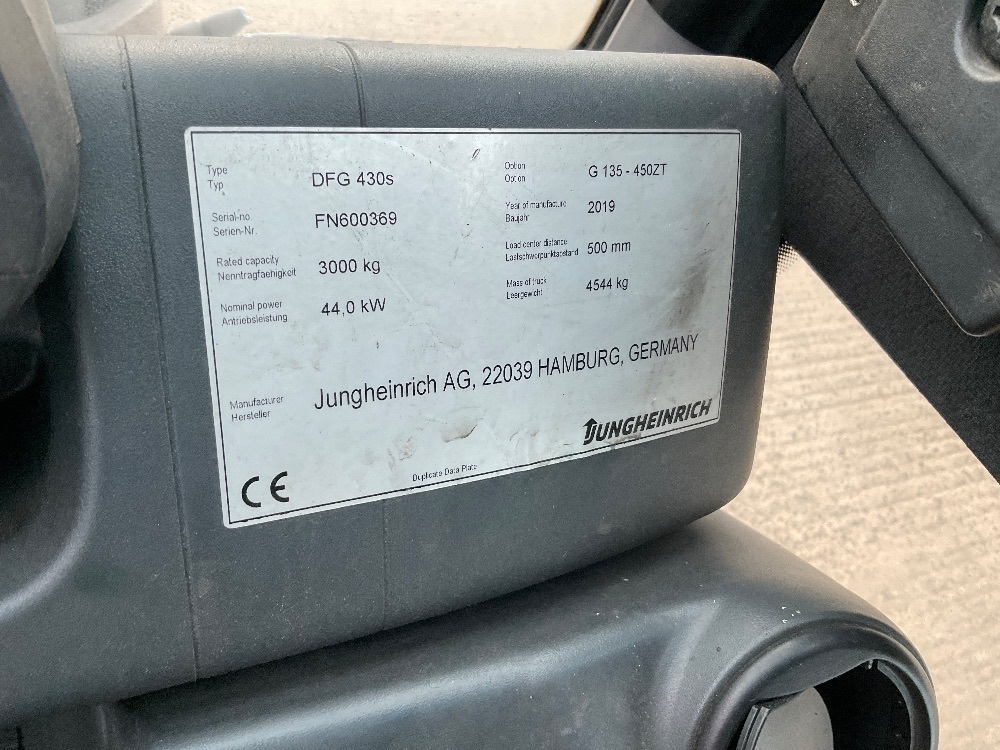 Type
Typ
DFG 430s
Option
Option
G 135 - 450ZT
Serial-no.
Serien-Nr.
FN600369
Year of manufacture
Baujahr
2019
Rated capacity
Nenntragfaehigkeit
3000 kg
Load center distance
Lastschwerpunktabstand
500 mm
Nominal power
Antriebsleistung
44,0 kW
Mass of truck
Leergewicht
4544 kg
Manufacturer
Hersteller
Jungheinrich AG, 22039 HAMBURG, GERMANY
JUNGHEINRICH
CE
Duplicate Data Plate